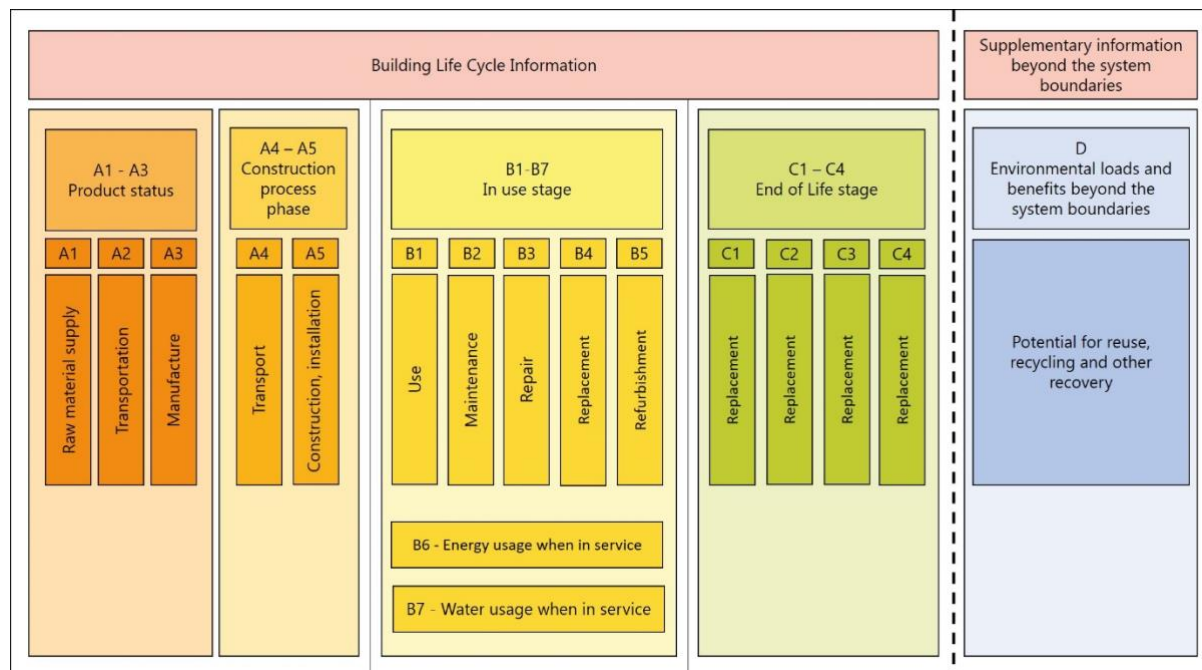 Building Life Cycle Information
Supplementary information
beyond the system
boundaries
A1 - A3
Product status
A4 – A5
Construction
process
phase
B1-B7
In use stage
C1 – C4
End of Life stage
D
Environmental loads and
benefits beyond the
system boundaries
A1
A2
A3
A4
A5
B1
B2
B3
B4
B5
C1
C2
C3
C4
Raw material supply
Transportation
Manufacture
Transport
Construction, installation
Use
Maintenance
Repair
Replacement
Refurbishment
Replacement
Replacement
Replacement
Replacement
Potential for reuse,
recycling and other
recovery
B6 - Energy usage when in service
B7 - Water usage when in service